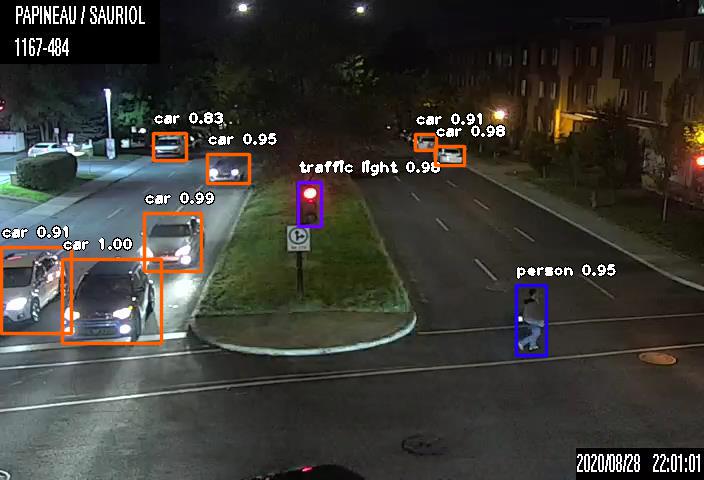 PAPINEAU / SAURIOL
1167-484
car 0.83
car 0.95
car 0.91
car 0.98
traffic light 0.98
car 0.99
car 0.91
car 1.00
person 0.95
2020/08/28 22:01:01